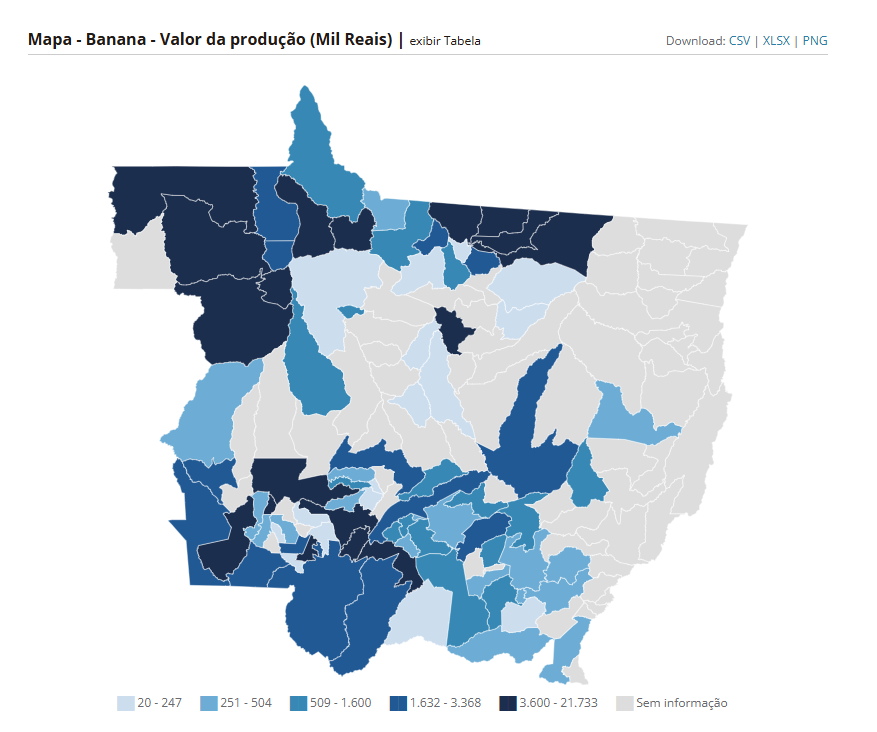 Mapa - Banana - Valor da produção (Mil Reais) | exibir Tabela
Download: CSV | XLSX | PNG
20 - 247
251 - 504
509 - 1.600
1.632 - 3.368
3.600 - 21.733
Sem informação